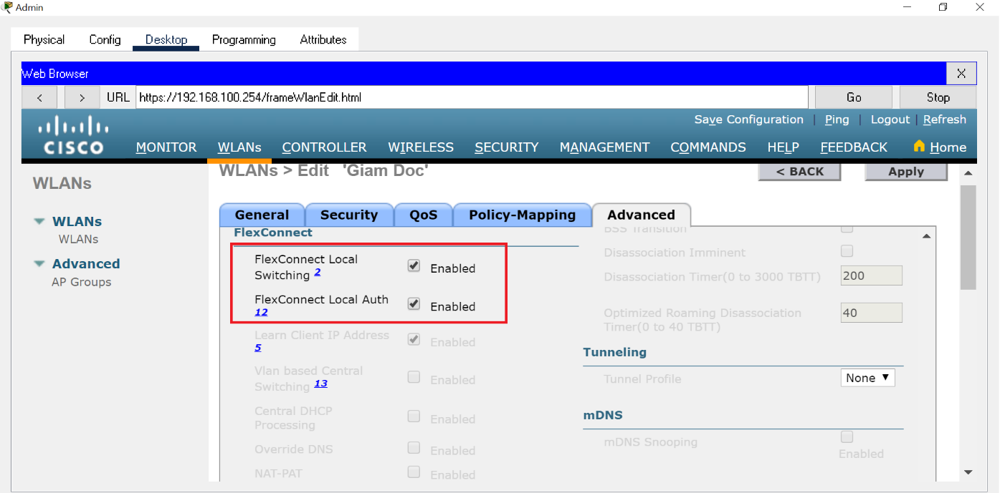 Admin
Physical Config Desktop Programming Attributes
Web Browser X
< > URL https://192.168.100.254/frameWlanEdit.html Go Stop
Save Configuration | Ping | Logout | Refresh
CISCO MONITOR WLANs CONTROLLER WIRELESS SECURITY MANAGEMENT COMMANDS HELP FEEDBACK Home
WLANs
WLANs
WLANs
Advanced
AP Groups
WLANs > Edit 'Giam Doc' < BACK Apply
General Security QoS Policy-Mapping Advanced
FlexConnect
FlexConnect Local
Switching 2 Enabled
FlexConnect Local Auth
12 Enabled
Learn Client IP Address
5 Enabled
Vlan based Central
Switching 13 Enabled
Central DHCP
Processing Enabled
Override DNS Enabled
NAT-PAT Enabled
BSS Transition
Disassociation Imminent
Disassociation Timer(0 to 3000 TBTT) 200
Optimized Roaming Disassociation
Timer(0 to 40 TBTT) 40
Tunneling
Tunnel Profile None
mDNS
mDNS Snooping
Enabled